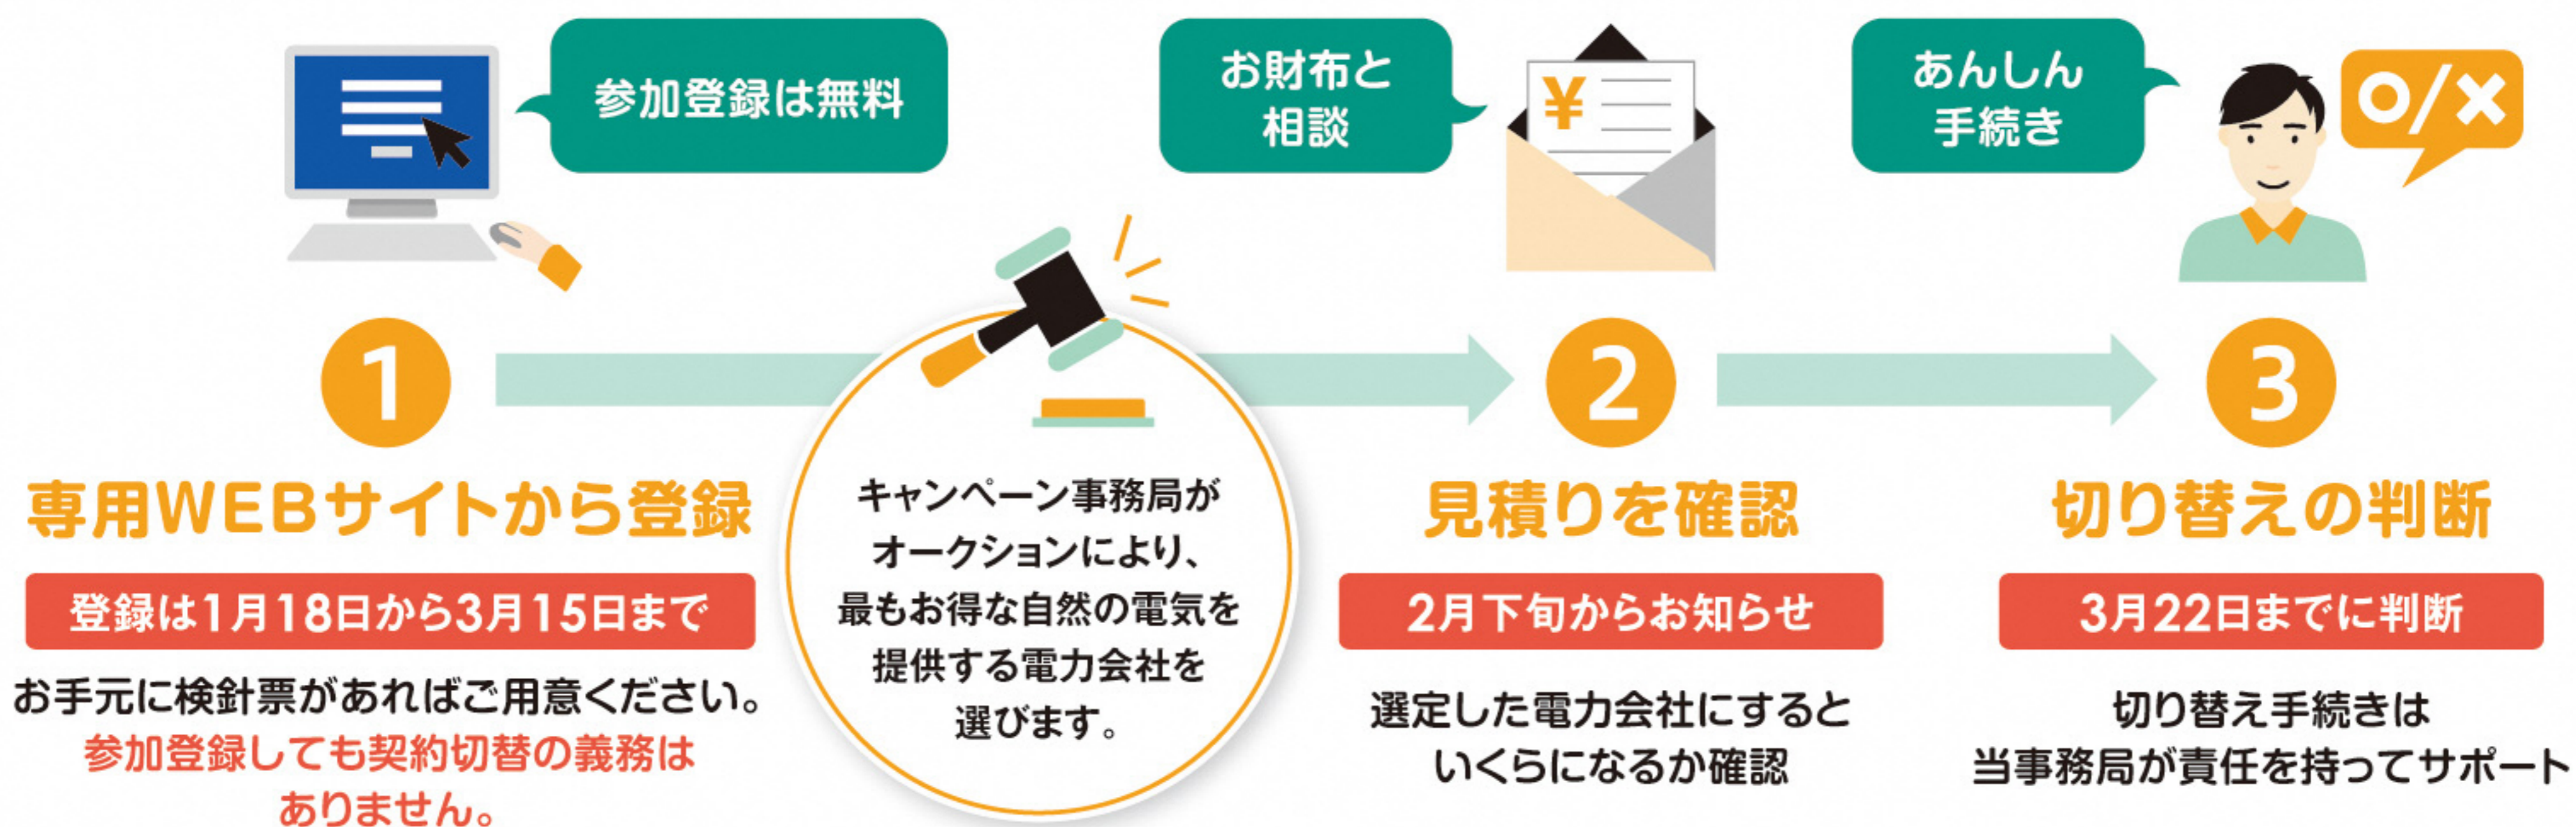 参加登録は無料
1
専用WEBサイトから登録
登録は1月18日から3月15日まで
お手元に検針票があればご用意ください。
参加登録しても契約切替の義務は
ありません。
キャンペーン事務局が
オークションにより、
最もお得な自然の電気を
提供する電力会社を
選びます。
お財布と
相談
¥
2
見積りを確認
2月下旬からお知らせ
選定した電力会社にすると
いくらになるか確認
あんしん
手続き
O/×
3
切り替えの判断
3月22日までに判断
切り替え手続きは
当事務局が責任を持ってサポート